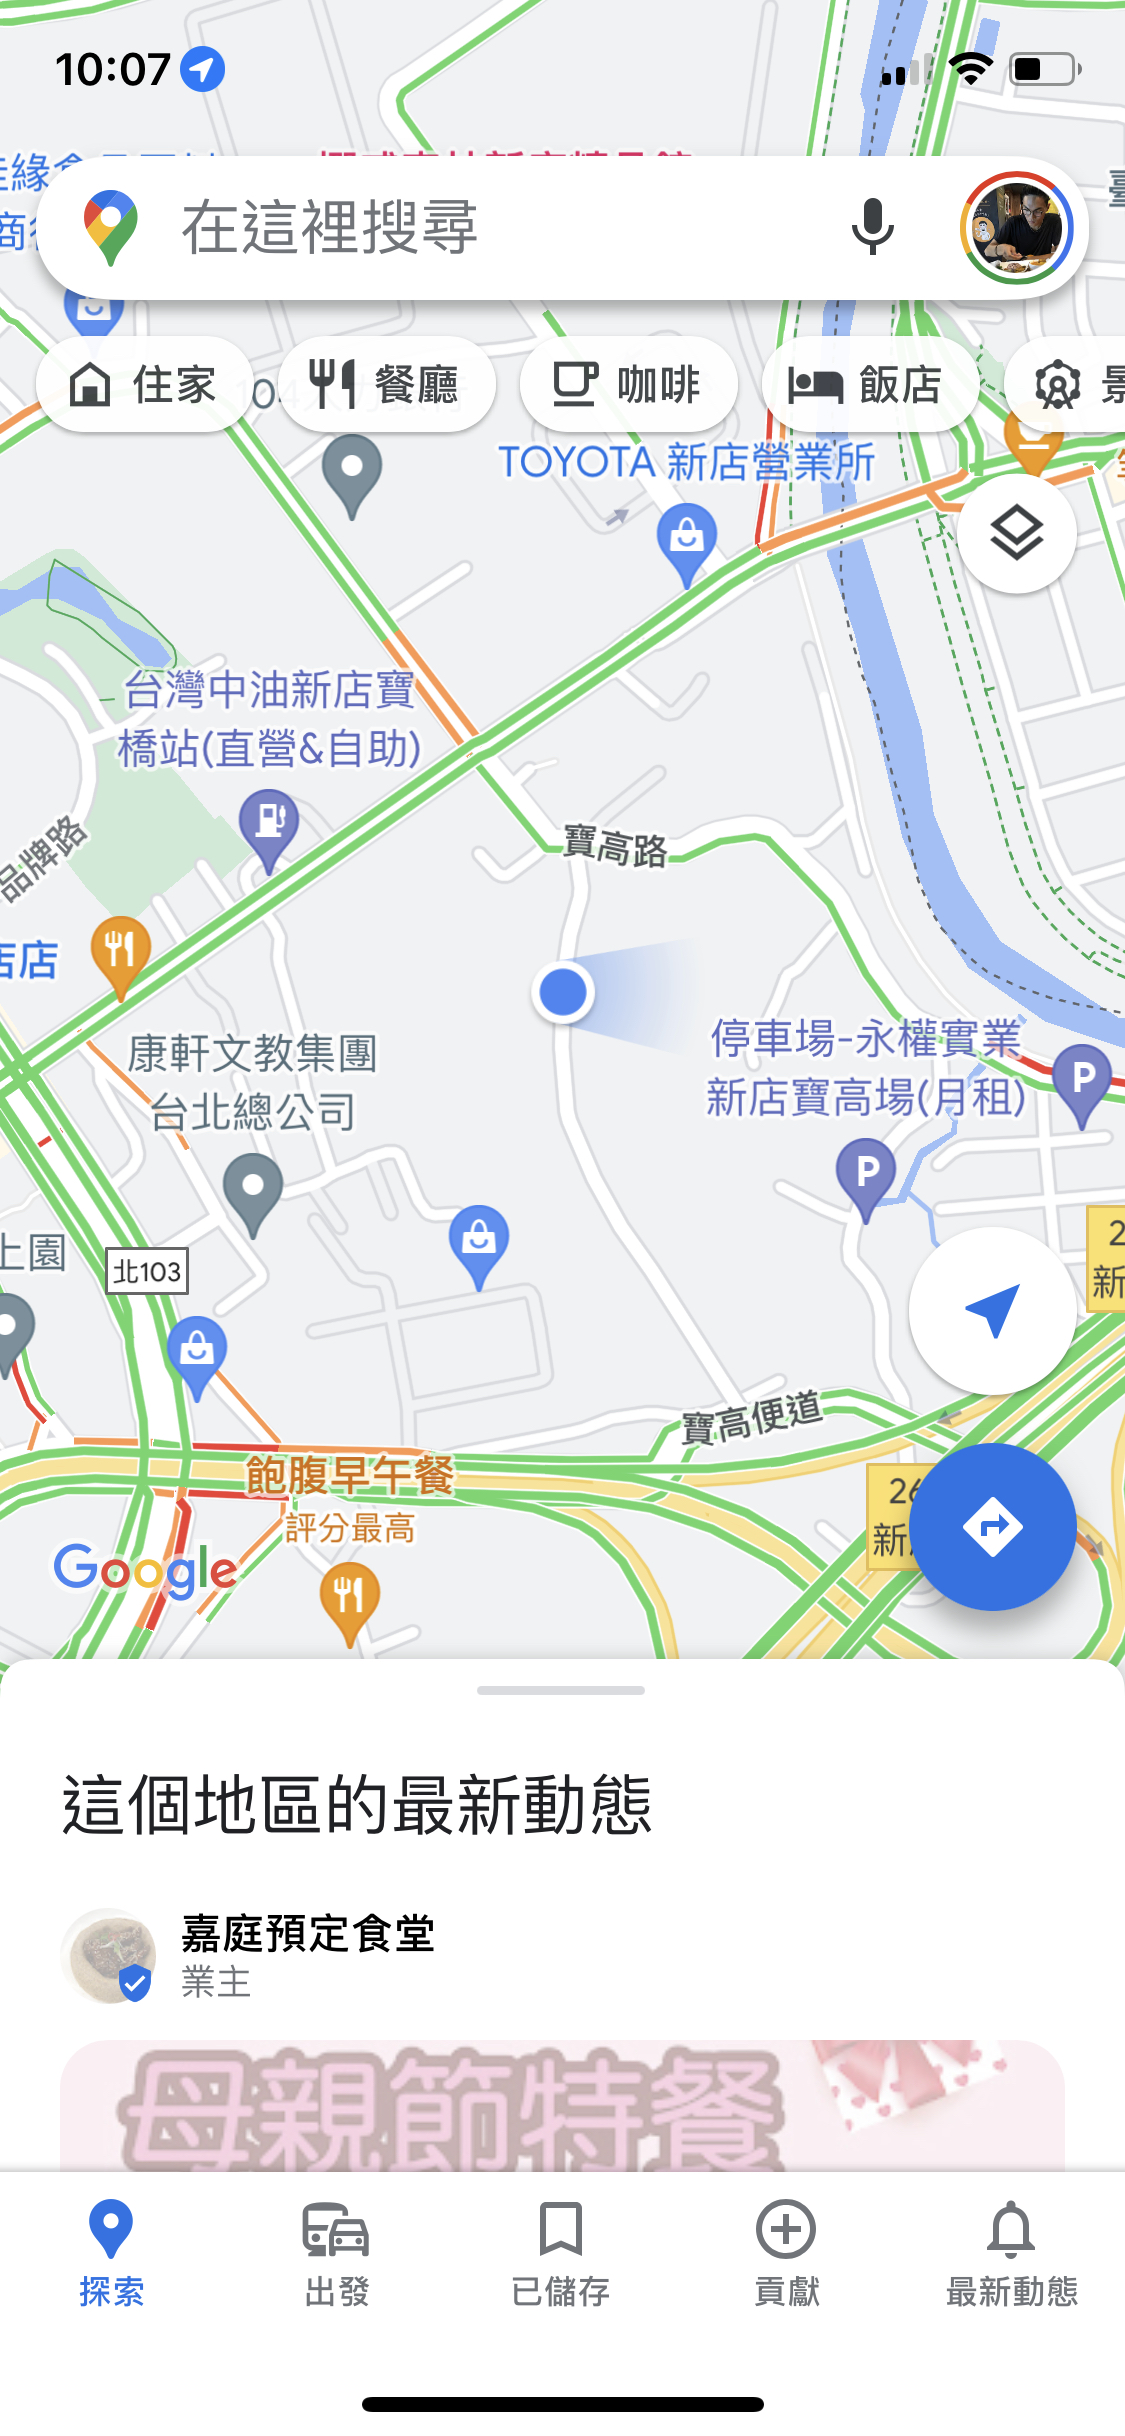 10:07
在這裡搜尋
住家
餐廳
咖啡
飯店
TOYOTA 新店營業所
台灣中油新店寶
橋站(直營&自助)
品牌路
寶高路
店店
康軒文教集團
台北總公司
停車場-永權實業
新店寶高場(月租)
P
P
上園
北103
寶高便道
飽腹早午餐
評分最高
Google
這個地區的最新動態
嘉庭預定食堂
業主
母親節特餐
探索
出發
已儲存
貢獻
最新動態